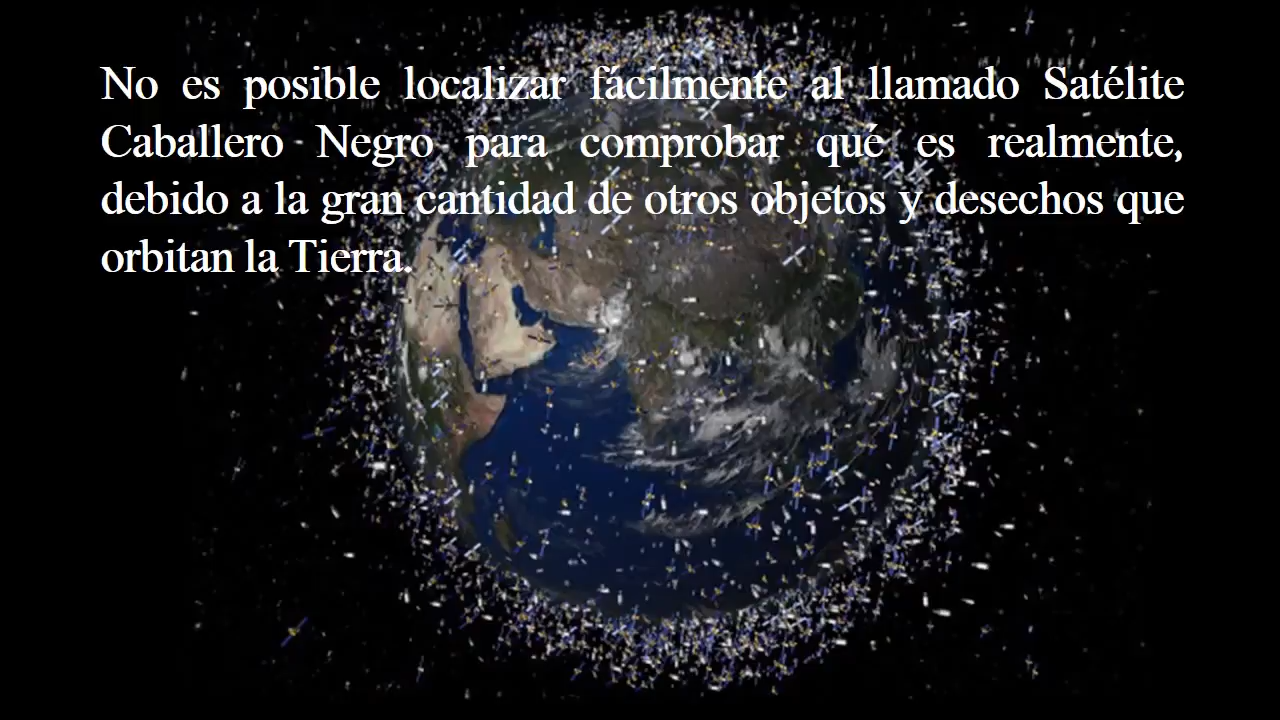 No es posible localizar fácilmente al llamado Satélite
Caballero Negro para comprobar qué es realmente,
debido a la gran cantidad de otros objetos y desechos que
orbitan la Tierra.